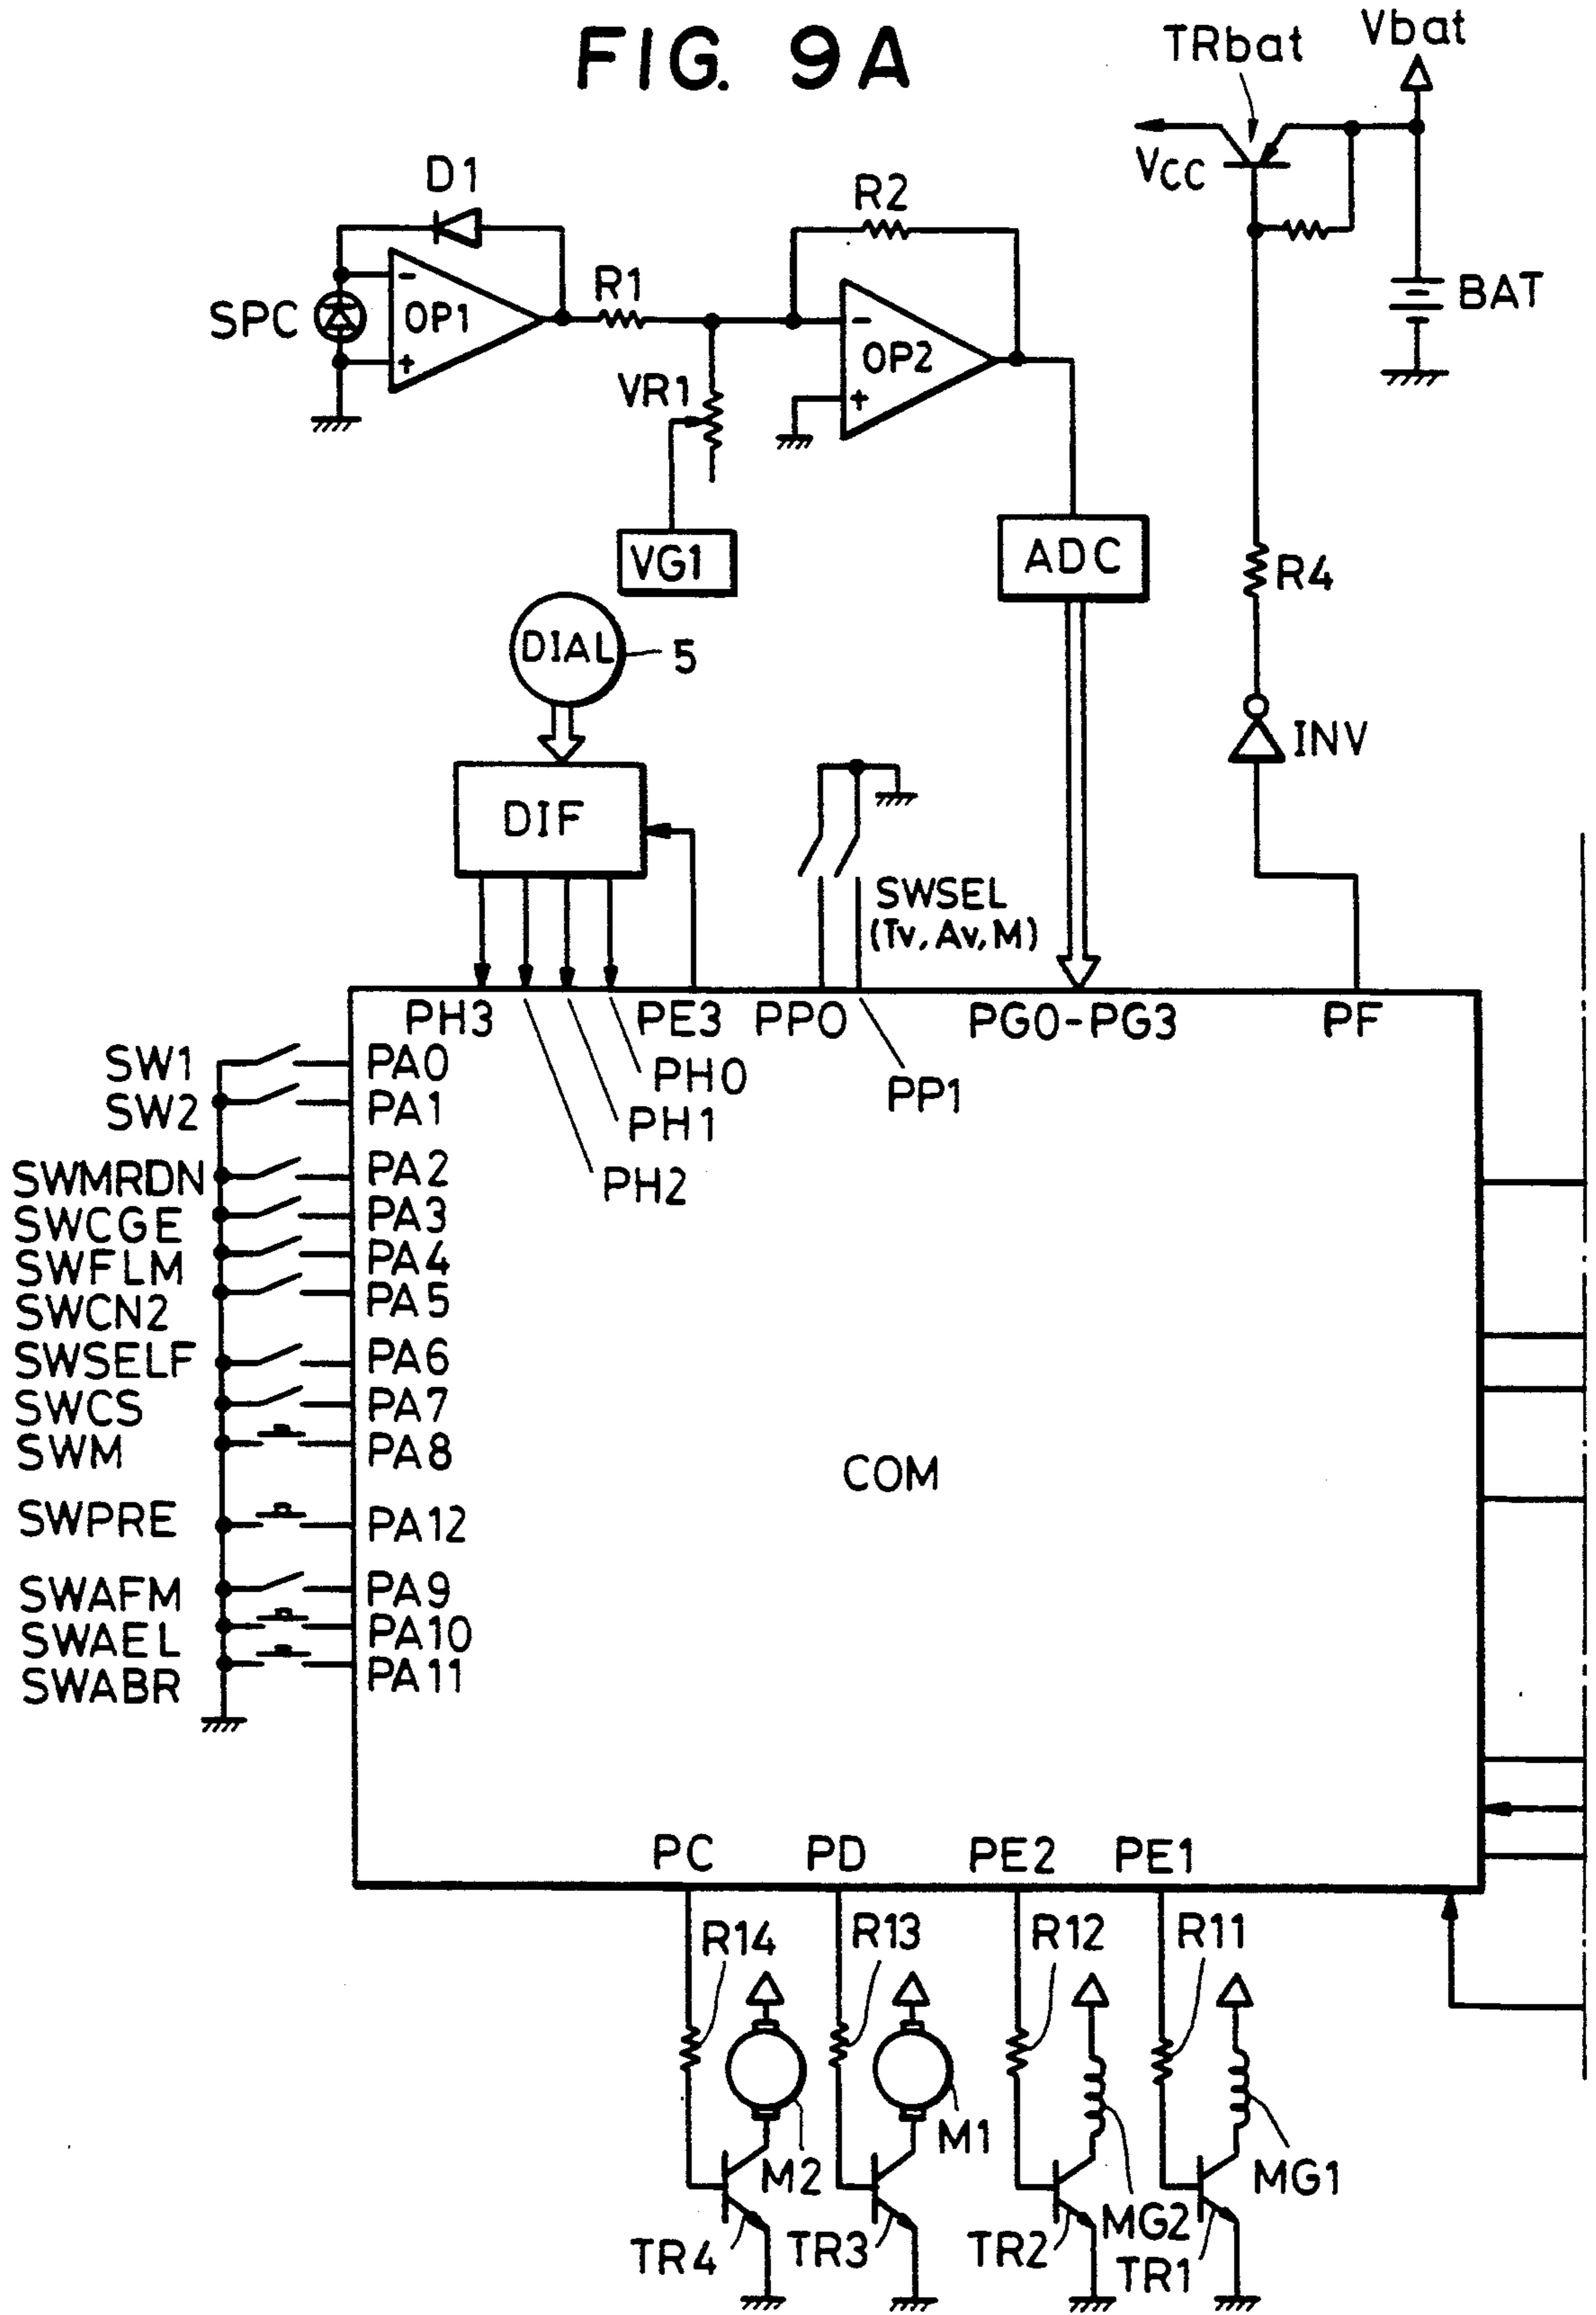 FIG. 9A
TRbat
Vbat
VCC
D1
R2
SPC
-
OP1
+
R1
-
OP2
+
BAT
VR1
VG1
ADC
R4
DIAL
5
INV
DIF
SWSEL
(Tv, Av, M)
PH3
PE3
PP0
PG0-PG3
PF
PH0
PH1
PH2
PP1
SW1
PA0
SW2
PA1
SWMRDN
PA2
SWCGE
PA3
SWFLM
PA4
SWCN2
PA5
SWSELF
PA6
SWCS
PA7
SWM
PA8
COM
SWPRE
PA12
SWAFM
PA9
SWAEL
PA10
SWABR
PA11
PC
PD
PE2
PE1
R14
R13
R12
R11
M2
M1
MG2
MG1
TR4
TR3
TR2
TR1